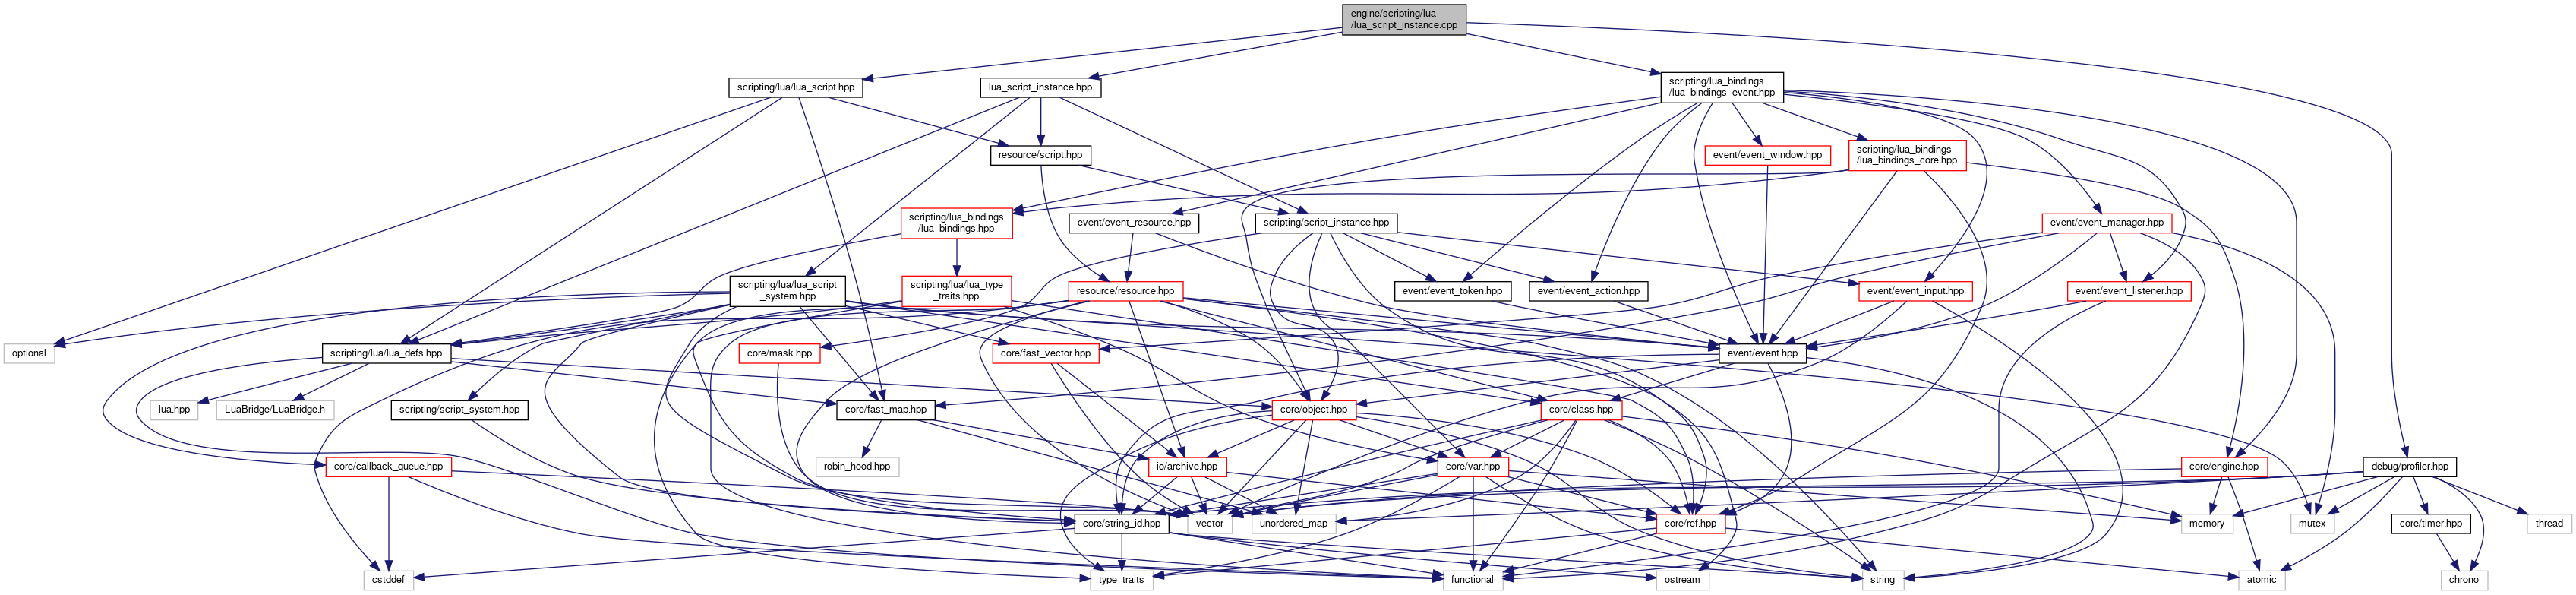 engine/scripting/lua
/lua_script_instance.cpp
scripting/lua/lua_script.hpp
lua_script_instance.hpp
scripting/lua_bindings
/lua_bindings_event.hpp
resource/script.hpp
event/event_window.hpp
scripting/lua_bindings
/lua_bindings_core.hpp
scripting/lua_bindings
/lua_bindings.hpp
event/event_resource.hpp
scripting/script_instance.hpp
event/event_manager.hpp
scripting/lua/lua_script
_system.hpp
scripting/lua/lua_type
_traits.hpp
resource/resource.hpp
event/event_token.hpp
event/event_action.hpp
event/event_input.hpp
event/event_listener.hpp
optional
scripting/lua/lua_defs.hpp
core/mask.hpp
core/fast_vector.hpp
event/event.hpp
lua.hpp
LuaBridge/LuaBridge.h
scripting/script_system.hpp
core/fast_map.hpp
core/object.hpp
core/class.hpp
core/callback_queue.hpp
robin_hood.hpp
io/archive.hpp
core/var.hpp
core/engine.hpp
debug/profiler.hpp
core/string_id.hpp
vector
unordered_map
core/ref.hpp
memory
mutex
core/timer.hpp
thread
cstddef
type_traits
functional
ostream
string
atomic
chrono